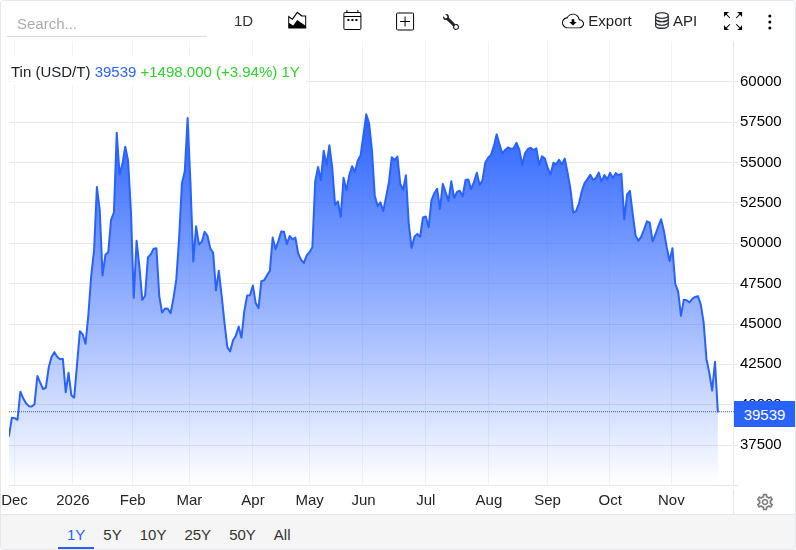 Search...
1D
Export
API
Tin (USD/T) 39539 +1498.000 (+3.94%) 1Y
60000
57500
55000
52500
50000
47500
45000
42500
40000
39539
37500
Dec 2026 Feb Mar Apr May Jun Jul Aug Sep Oct Nov
1Y 5Y 10Y 25Y 50Y All